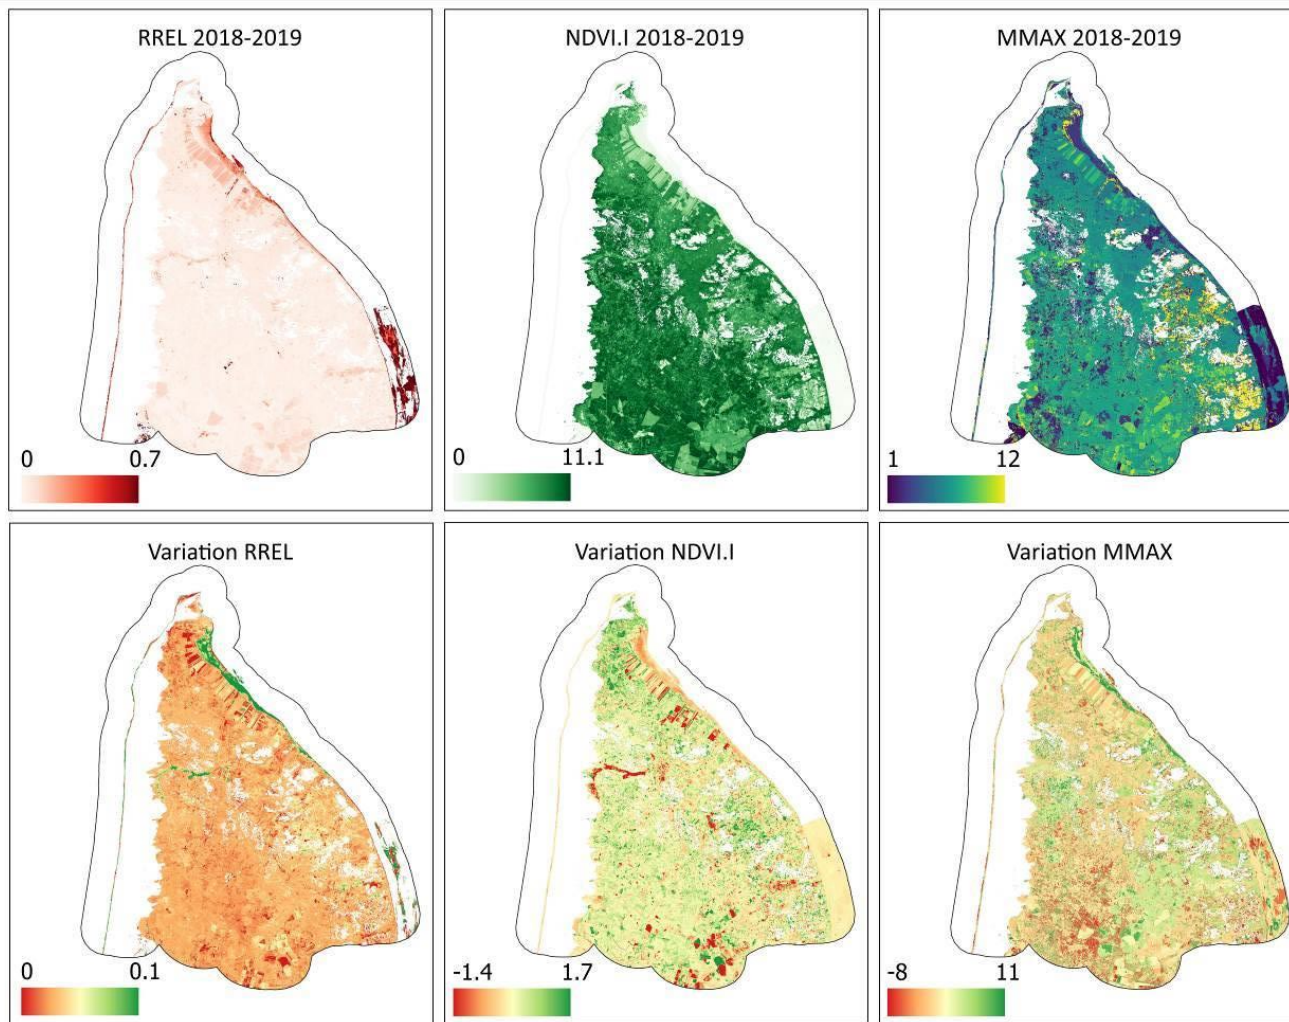 RREL 2018-2019
NDVI.I 2018-2019
MMAX 2018-2019
0 0.7
0 11.1
1 12
Variation RREL
Variation NDVI.I
Variation MMAX
0 0.1
-1.4 1.7
-8 11